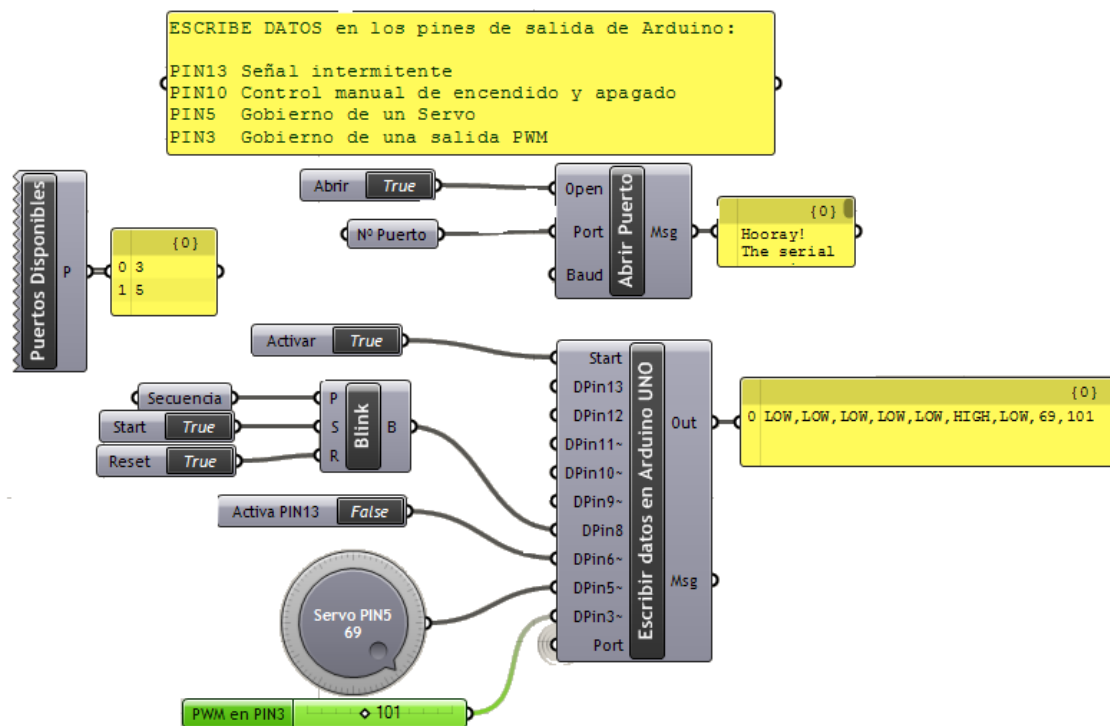 ESCRIBE DATOS en los pines de salida de Arduino:
PIN13 Señal intermitente
PIN10 Control manual de encendido y apagado
PIN5 Gobierno de un Servo
PIN3 Gobierno de una salida PWM
Puertos Disponibles
P
{0}
0 3
1 5
Abrir True
Nº Puerto
Open
Port
Baud
Abrir Puerto
Msg
{0}
Hooray!
The serial
Activar True
Secuencia
Start True
Reset True
P
S
R
Blink
B
Activa PIN13 False
Servo PIN5
69
PWM en PIN3 101
Start
DPin13
DPin12
DPin11~
DPin10~
DPin9~
DPin8
DPin6~
DPin5~
DPin3~
Port
Escribir datos en Arduino UNO
Out
Msg
{0}
0 LOW,LOW,LOW,LOW,LOW,HIGH,LOW,69,101